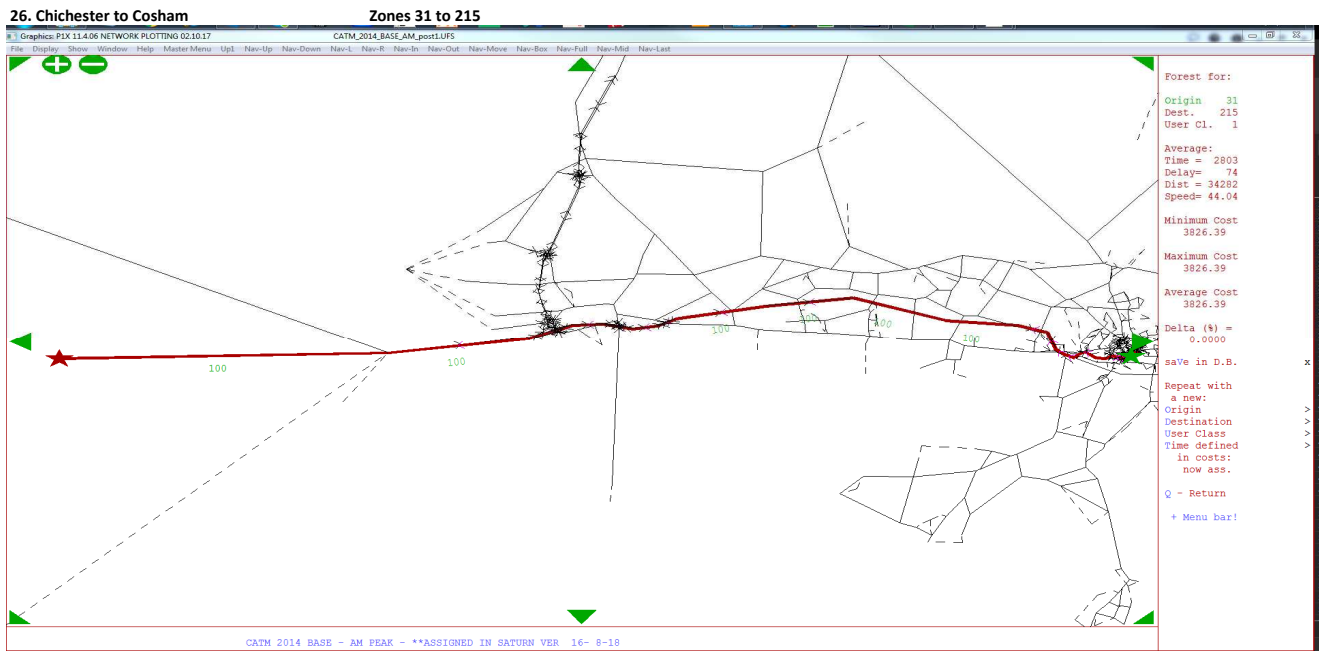 26. Chichester to Cosham Zones 31 to 215
Graphics: P1X 11.4.06 NETWORK PLOTTING 02.10.17 CATM_2014_BASE_AM_post1.UFS
File Display Show Window Help Master Menu Up1 Nav-Up Nav-Down Nav-L Nav-R Nav-In Nav-Out Nav-Move Nav-Box Nav-Full Nav-Mid Nav-Last
Forest for:
Origin 31
Dest. 215
User Cl. 1
Average:
Time = 2803
Delay= 74
Dist = 34282
Speed= 44.04
Minimum Cost
3826.39
Maximum Cost
3826.39
Average Cost
3826.39
Delta (%) =
0.0000
saVe in D.B. x
Repeat with
a new:
Origin >
Destination >
User Class >
Time defined >
in costs:
now ass.
Q - Return
+ Menu bar!
100
100
100
100
100
CATM 2014 BASE - AM PEAK - **ASSIGNED IN SATURN VER 16- 8-18